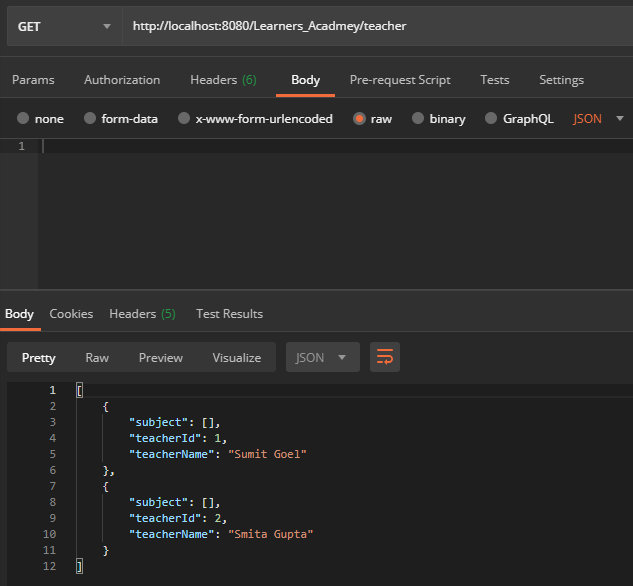 GET http://localhost:8080/Learners_Acadmey/teacher
Params Authorization Headers (6) Body Pre-request Script Tests Settings
none form-data x-www-form-urlencoded raw binary GraphQL JSON
1
Body Cookies Headers (5) Test Results
Pretty Raw Preview Visualize JSON
1 [
2 {
3 "subject": [],
4 "teacherId": 1,
5 "teacherName": "Sumit Goel"
6 },
7 {
8 "subject": [],
9 "teacherId": 2,
10 "teacherName": "Smita Gupta"
11 }
12 ]